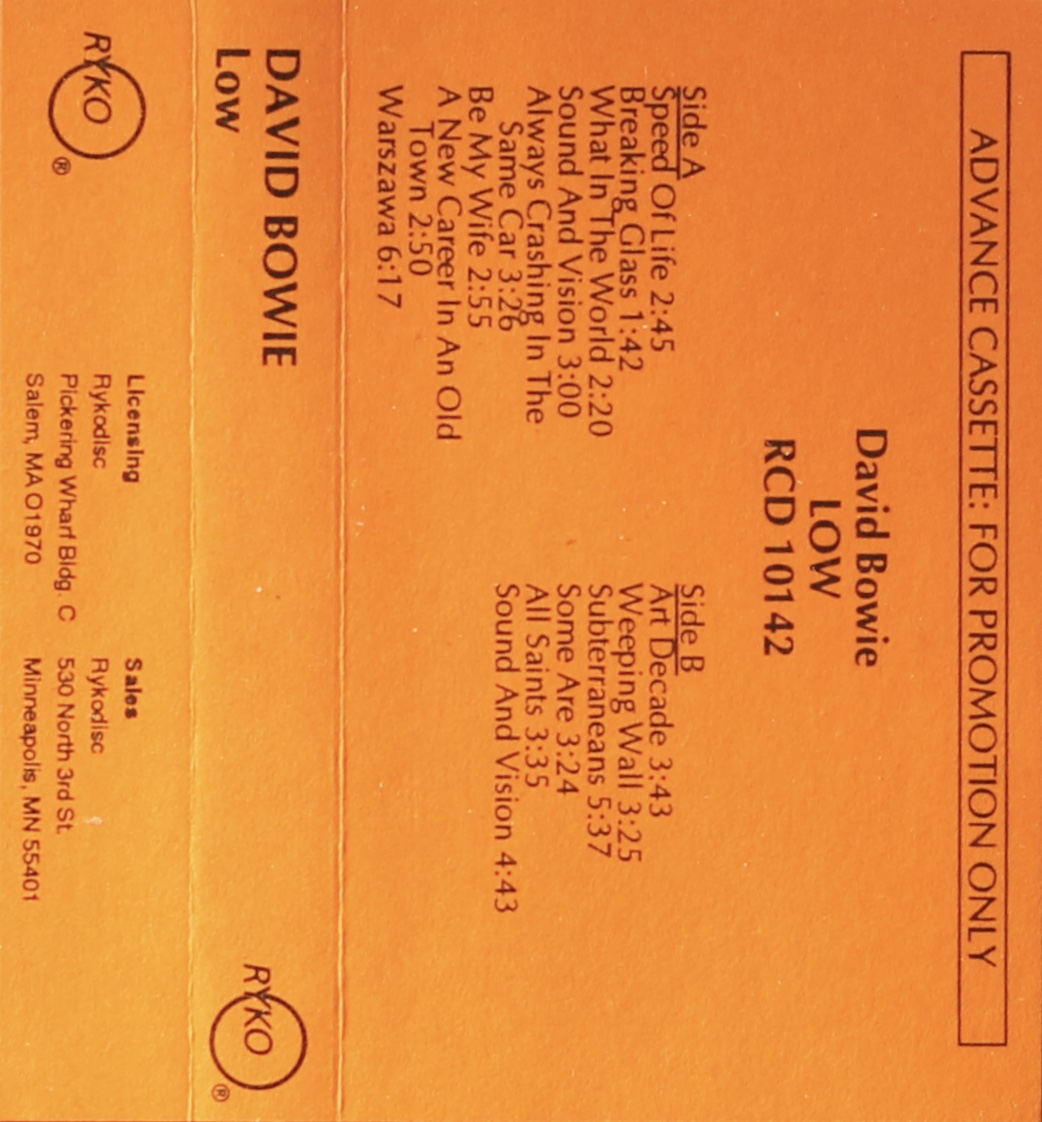 ADVANCE CASSETTE: FOR PROMOTION ONLY
David Bowie
LOW
RCD 10142
Side A
Speed Of Life 2:45
Breaking Glass 1:42
What In The World 2:20
Sound And Vision 3:00
Always Crashing In The
Same Car 3:26
Be My Wife 2:55
A New Career In An Old
Town 2:50
Warszawa 6:17
Side B
Art Decade 3:43
Weeping Wall 3:25
Subterraneans 5:37
Some Are 3:24
All Saints 3:35
Sound And Vision 4:43
DAVID BOWIE
Low
RYKO
®
RYKO
®
Licensing
Rykodisc
Pickering Wharf Bldg. C
Salem, MA 01970
Sales
Rykodisc
530 North 3rd St.
Minneapolis, MN 55401